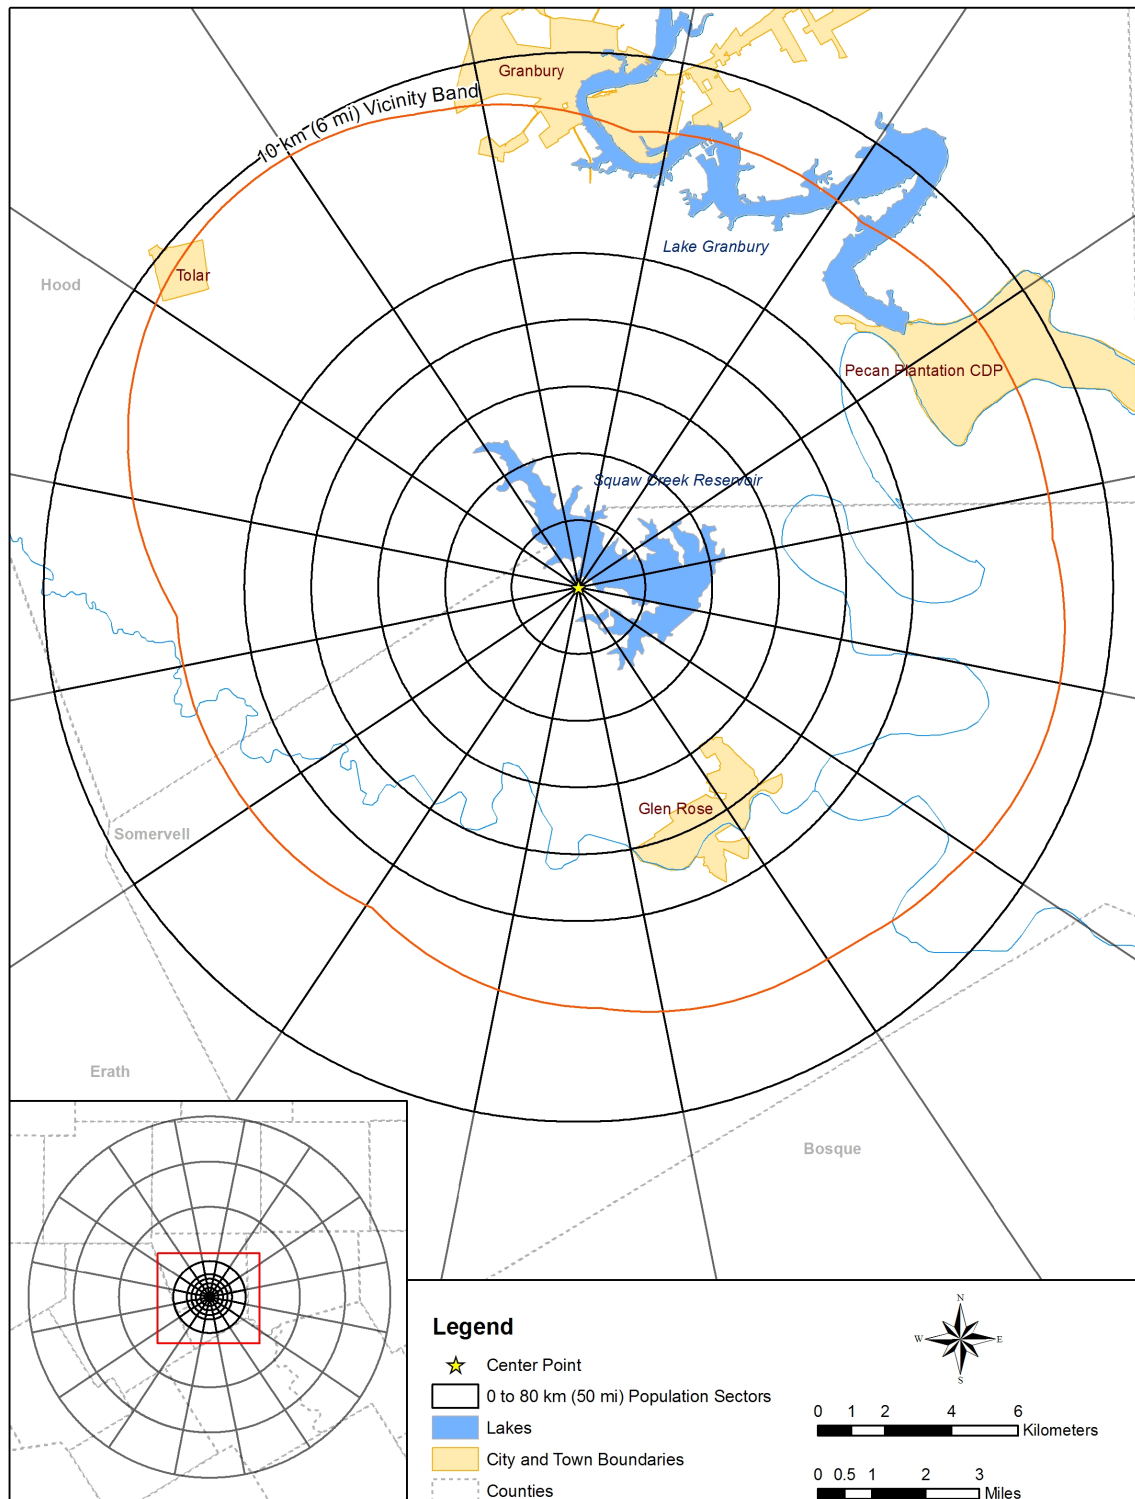 Granbury
10-km (6 mi) Vicinity Band
Lake Granbury
Tolar
Hood
Pecan Plantation CDP
Squaw Creek Reservoir
Glen Rose
Somervell
Erath
Bosque
Legend
Center Point
0 to 80 km (50 mi) Population Sectors
Lakes
City and Town Boundaries
Counties
N
W E
S
0 1 2 4 6
Kilometers
0 0.5 1 2 3
Miles